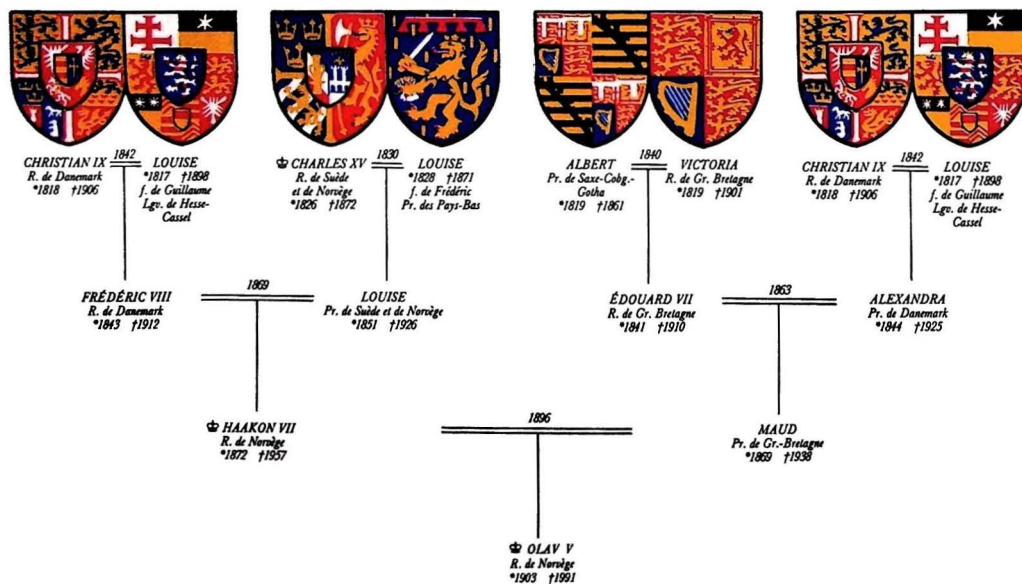 CHRISTIAN IX
R. de Danemark
*1818 †1906
1842
LOUISE
*1817 †1898
f. de Guillaume
Lgv. de Hesse-
Cassel
♔ CHARLES XV
R. de Suède
et de Norvège
*1826 †1872
1830
LOUISE
*1828 †1871
f. de Frédéric
Pr. des Pays-Bas
ALBERT
Pr. de Saxe-Cobg.-
Gotha
*1819 †1861
1840
VICTORIA
R. de Gr. Bretagne
*1819 †1901
CHRISTIAN IX
R. de Danemark
*1818 †1906
1842
LOUISE
*1817 †1898
f. de Guillaume
Lgv. de Hesse-
Cassel
FRÉDÉRIC VIII
R. de Danemark
*1843 †1912
1869
LOUISE
Pr. de Suède et de Norvège
*1851 †1926
ÉDOUARD VII
R. de Gr. Bretagne
*1841 †1910
1863
ALEXANDRA
Pr. de Danemark
*1844 †1925
♔ HAAKON VII
R. de Norvège
*1872 †1957
1896
MAUD
Pr. de Gr.-Bretagne
*1869 †1938
♔ OLAV V
R. de Norvège
*1903 †1991